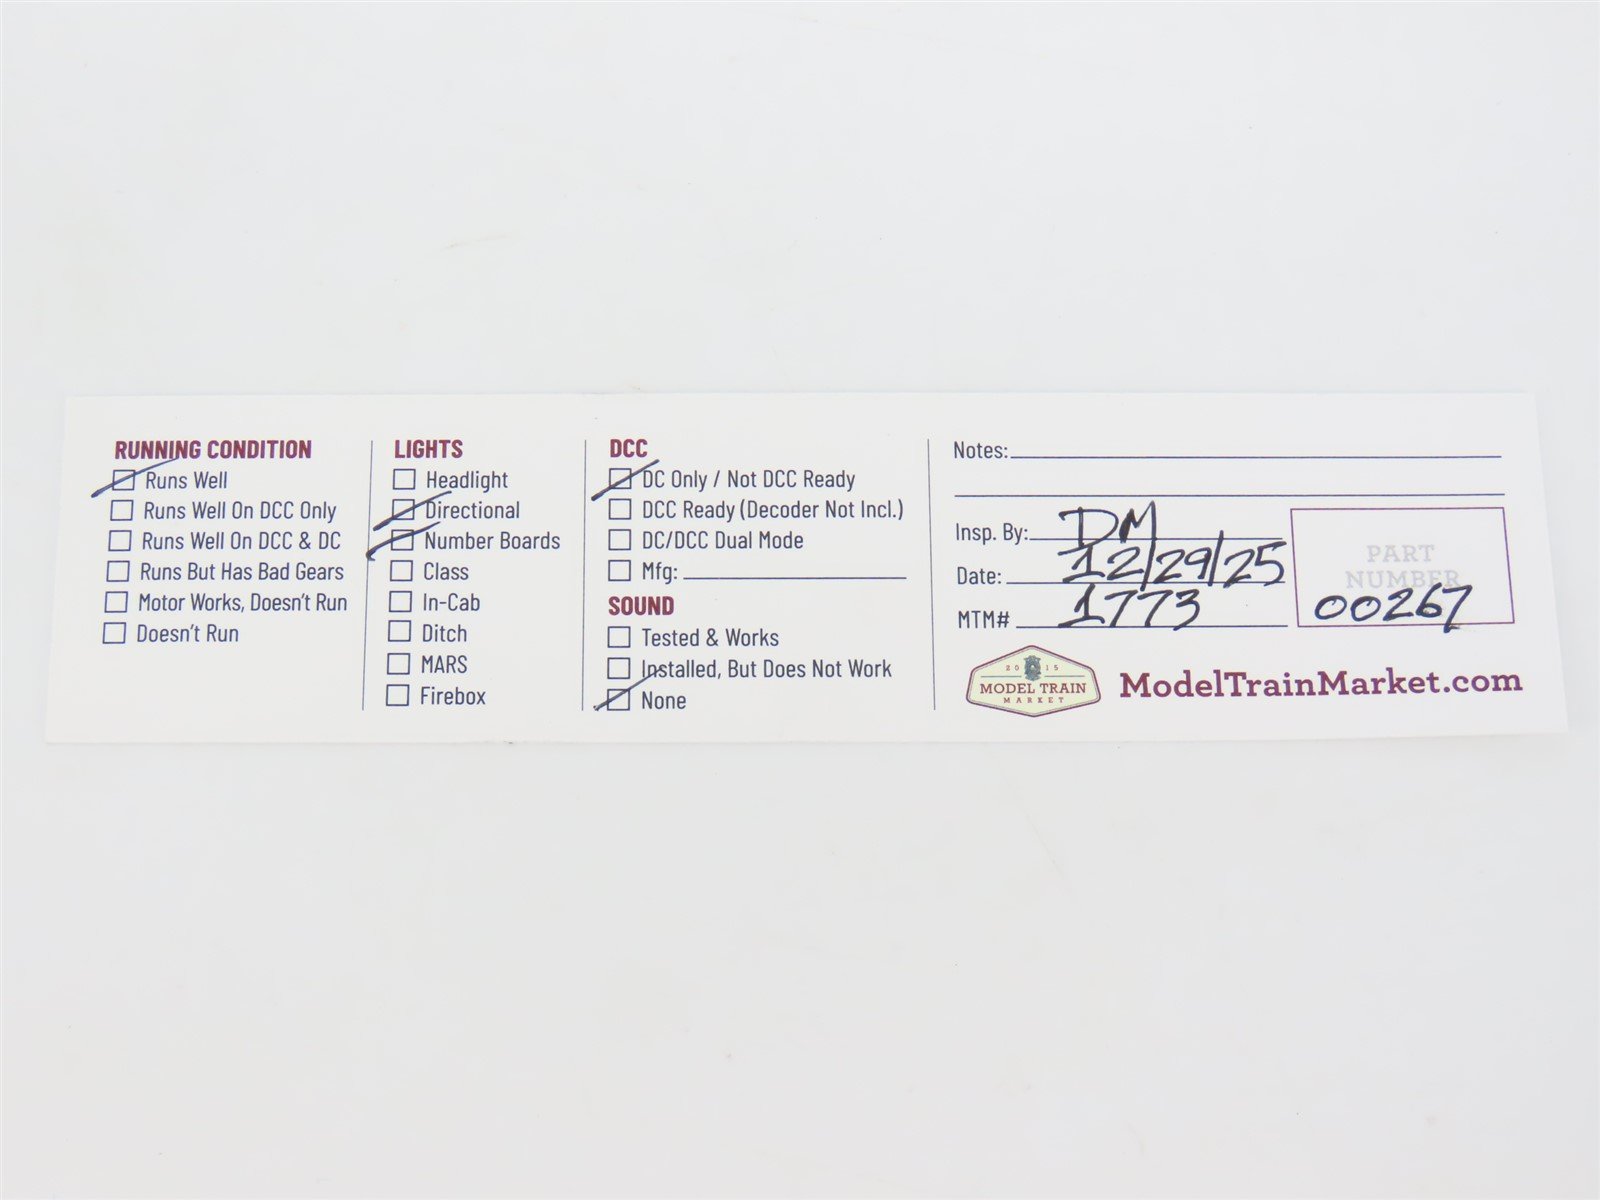 RUNNING CONDITION
Runs Well
Runs Well On DCC Only
Runs Well On DCC & DC
Runs But Has Bad Gears
Motor Works, Doesn't Run
Doesn't Run
LIGHTS
Headlight
Directional
Number Boards
Class
In-Cab
Ditch
MARS
Firebox
DCC
DC Only / Not DCC Ready
DCC Ready (Decoder Not Incl.)
DC/DCC Dual Mode
Mfg:
SOUND
Tested & Works
Installed, But Does Not Work
None
Notes:
Insp. By: DM
Date: 12/29/25
MTM# 1773
PART
NUMBER
00267
2015
MODEL TRAIN
MARKET
ModelTrainMarket.com